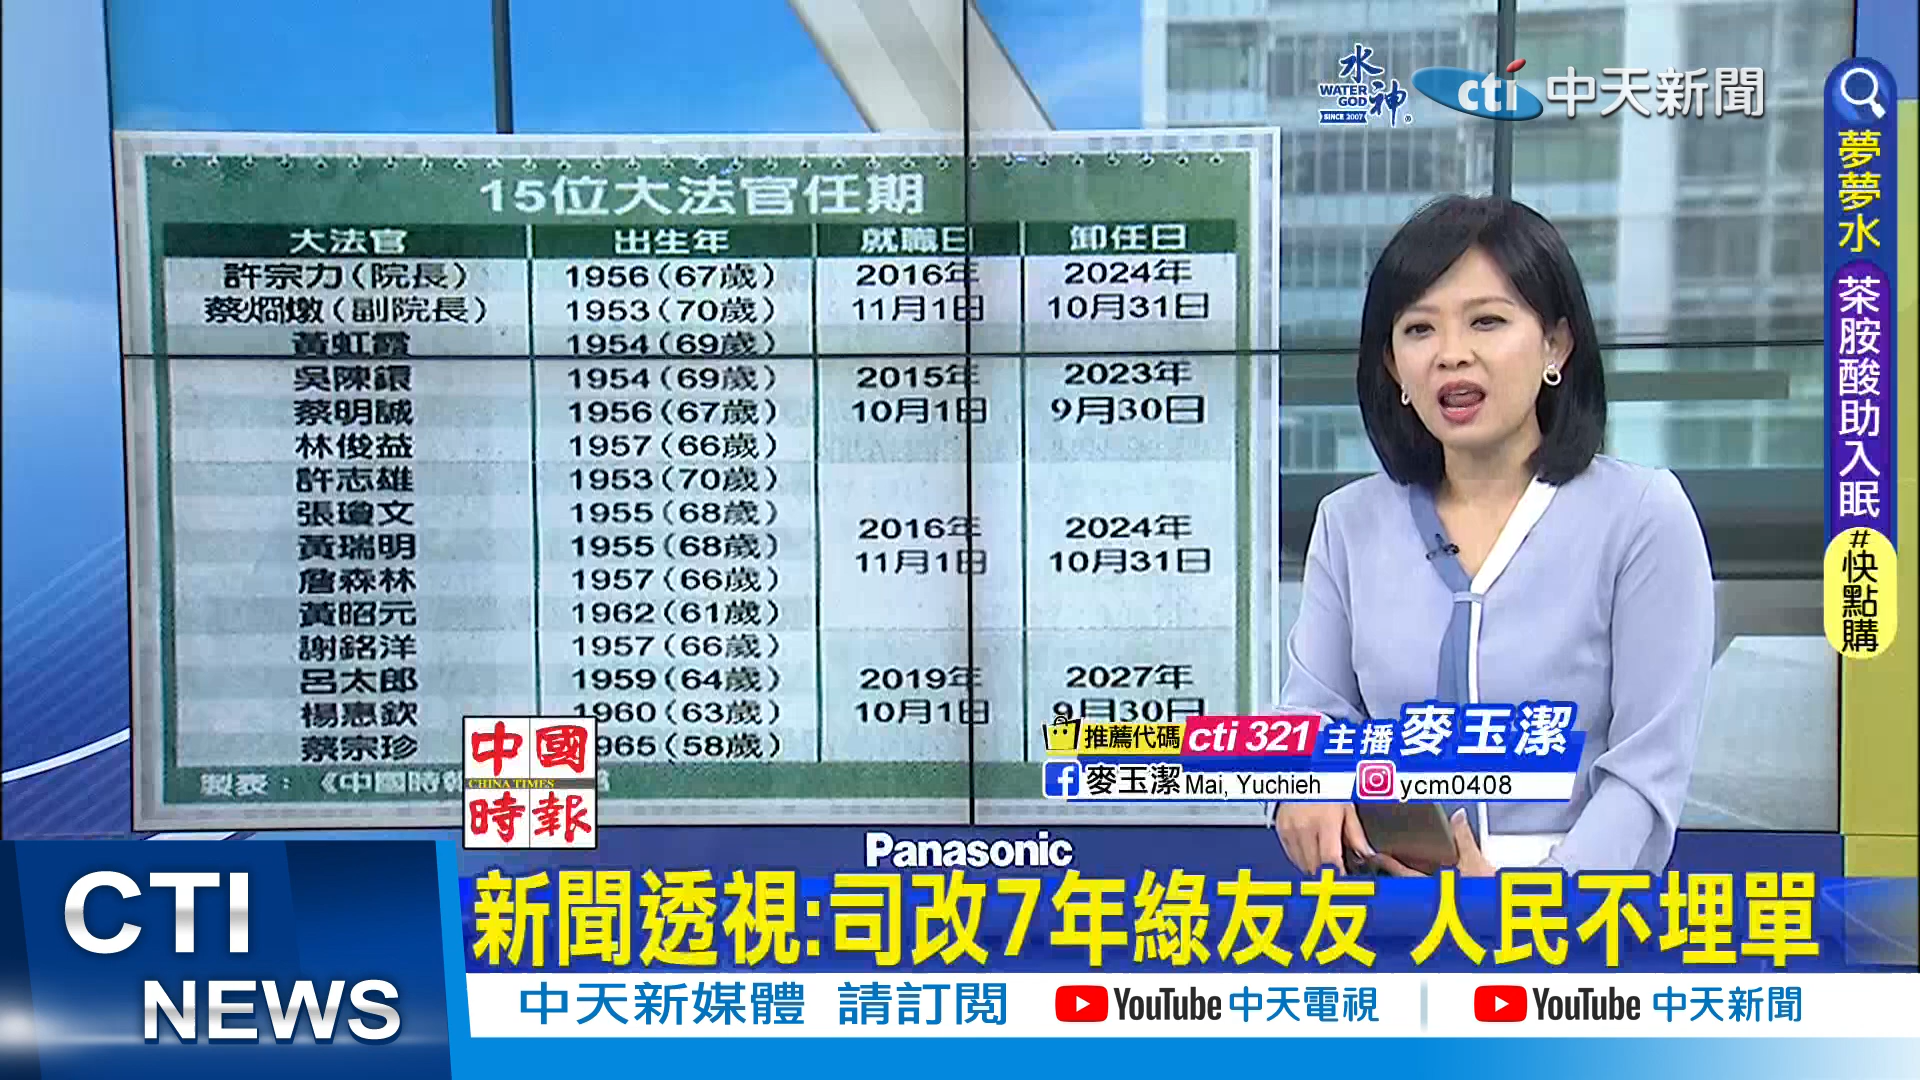 水神
WATER GOD
SINCE 2007
cti 中天新聞
夢夢水
茶胺酸助入眠
#快點購
15位大法官任期
大法官 出生年 就職日 卸任日
許宗力(院長) 1956(67歲) 2016年 2024年
蔡烱燉(副院長) 1953(70歲) 11月1日 10月31日
黃虹霞 1954(69歲)
吳陳鐶 1954(69歲) 2015年 2023年
蔡明誠 1956(67歲) 10月1日 9月30日
林俊益 1957(66歲)
許志雄 1953(70歲)
張瓊文 1955(68歲) 2016年 2024年
黃瑞明 1955(68歲) 11月1日 10月31日
詹森林 1957(66歲)
黃昭元 1962(61歲)
謝銘洋 1957(66歲)
呂太郎 1959(64歲) 2019年 2027年
楊惠欽 1960(63歲) 10月1日 9月30日
蔡宗珍 1965(58歲)
製表:《中國時報
中國時報
CHINA TIMES
推薦代碼 cti 321 主播 麥玉潔
麥玉潔 Mai, Yuchieh ycm0408
Panasonic
新聞透視:司改7年綠友友 人民不埋單
CTI NEWS
中天新媒體 請訂閱 YouTube 中天電視 | YouTube 中天新聞